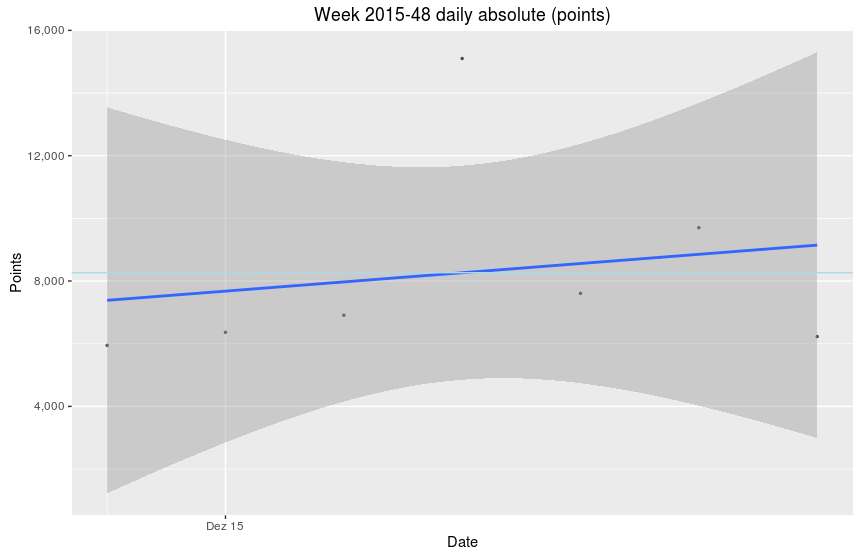 Week 2015-48 daily absolute (points)
16,000
12,000
8,000
4,000
Points
Dez 15
Date